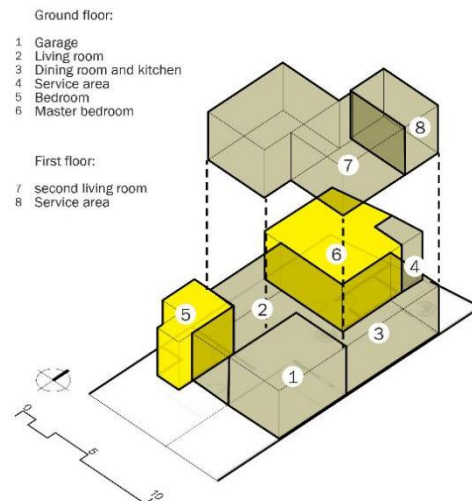 Ground floor:
1 Garage
2 Living room
3 Dining room and kitchen
4 Service area
5 Bedroom
6 Master bedroom
First floor:
7 second living room
8 Service area
8
7
6
4
5
2
3
1
0
5
10